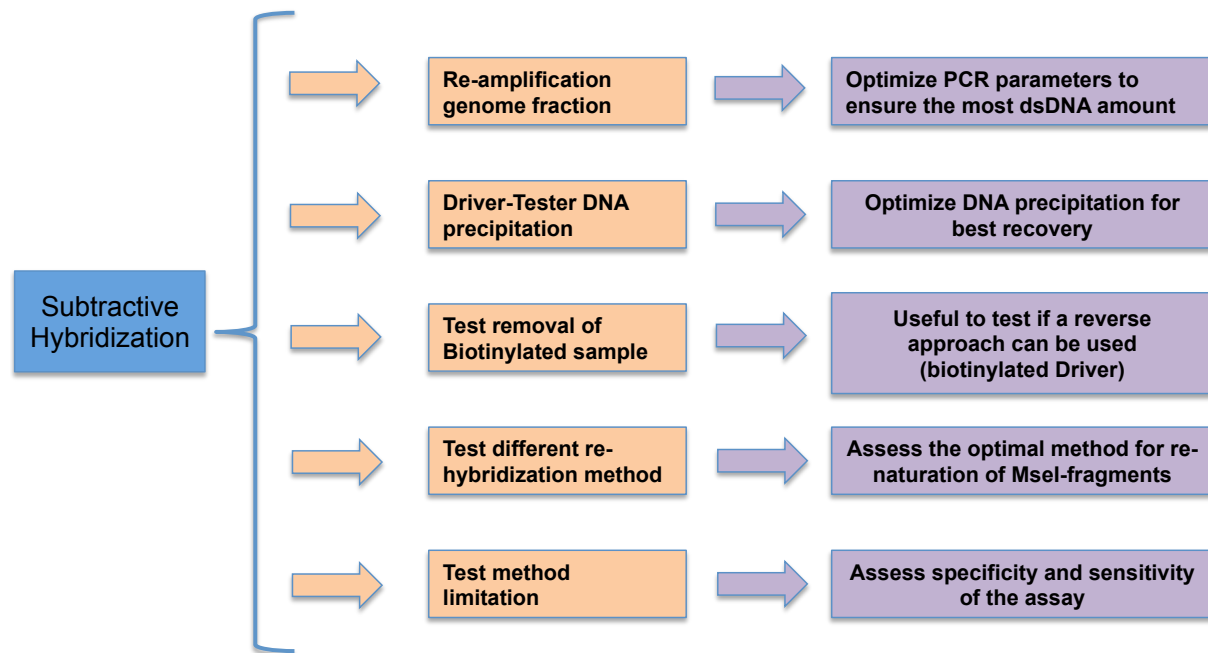 Subtractive
Hybridization
Re-amplification
genome fraction
Optimize PCR parameters to
ensure the most dsDNA amount
Driver-Tester DNA
precipitation
Optimize DNA precipitation for
best recovery
Test removal of
Biotinylated sample
Useful to test if a reverse
approach can be used
(biotinylated Driver)
Test different re-
hybridization method
Assess the optimal method for re-
naturation of MseI-fragments
Test method
limitation
Assess specificity and sensitivity
of the assay